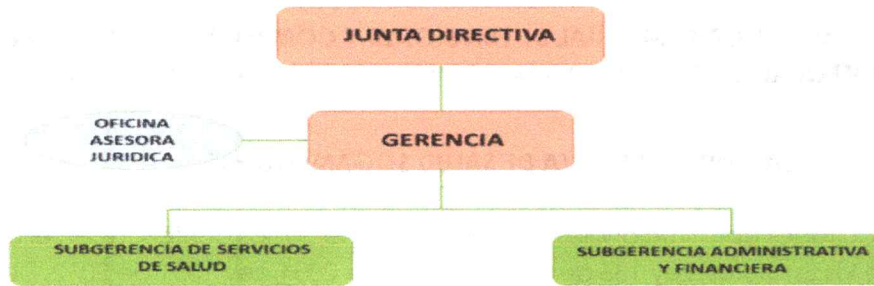 JUNTA DIRECTIVA
OFICINA
ASESORA
JURIDICA
GERENCIA
SUBGERENCIA DE SERVICIOS
DE SALUD
SUBGERENCIA ADMINISTRATIVA
Y FINANCIERA